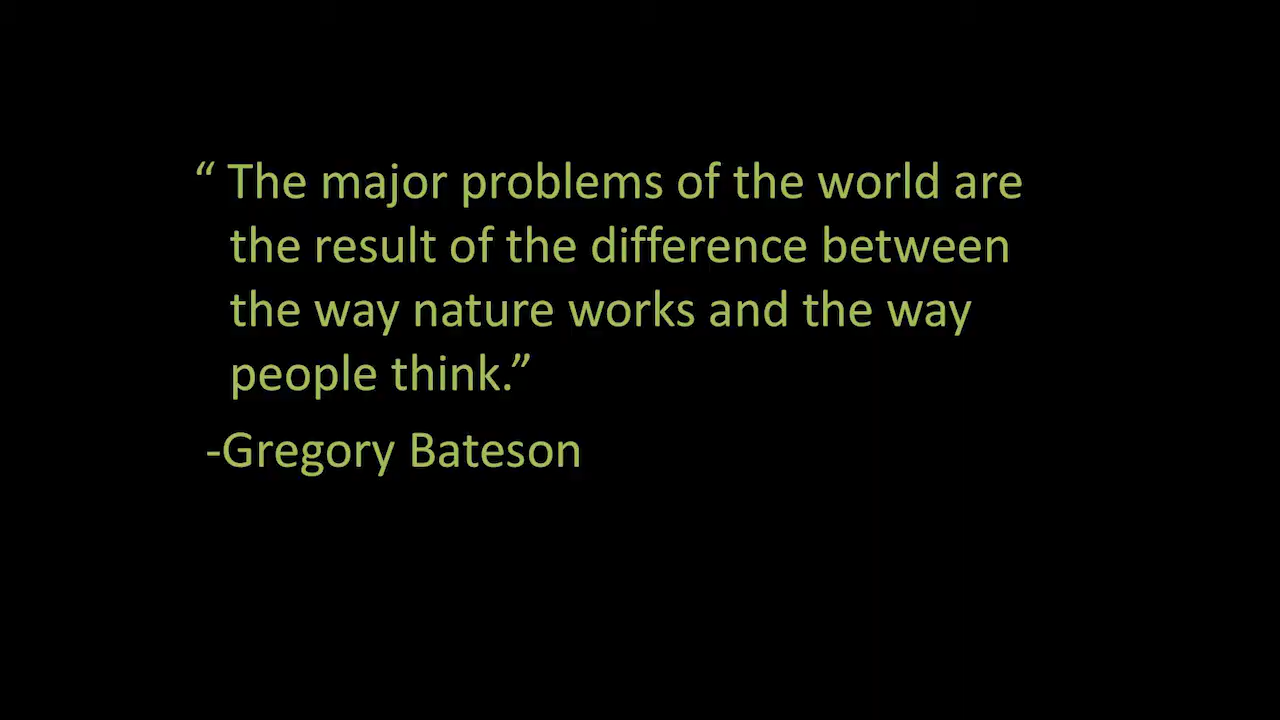 “ The major problems of the world are
the result of the difference between
the way nature works and the way
people think.”
-Gregory Bateson